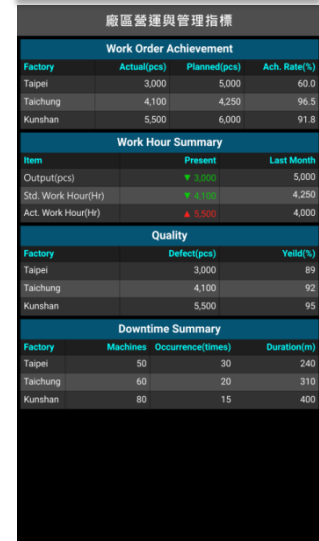 廠區營運與管理指標
Work Order Achievement
Factory Actual(pcs) Planned(pcs) Ach. Rate(%)
Taipei 3,000 5,000 60.0
Taichung 4,100 4,250 96.5
Kunshan 5,500 6,000 91.8
Work Hour Summary
Item Present Last Month
Output(pcs) ▼ 3,000 5,000
Std. Work Hour(Hr) ▼ 4,100 4,250
Act. Work Hour(Hr) ▲ 5,500 4,000
Quality
Factory Defect(pcs) Yeild(%)
Taipei 3,000 89
Taichung 4,100 92
Kunshan 5,500 95
Downtime Summary
Factory Machines Occurrence(times) Duration(m)
Taipei 50 30 240
Taichung 60 20 310
Kunshan 80 15 400